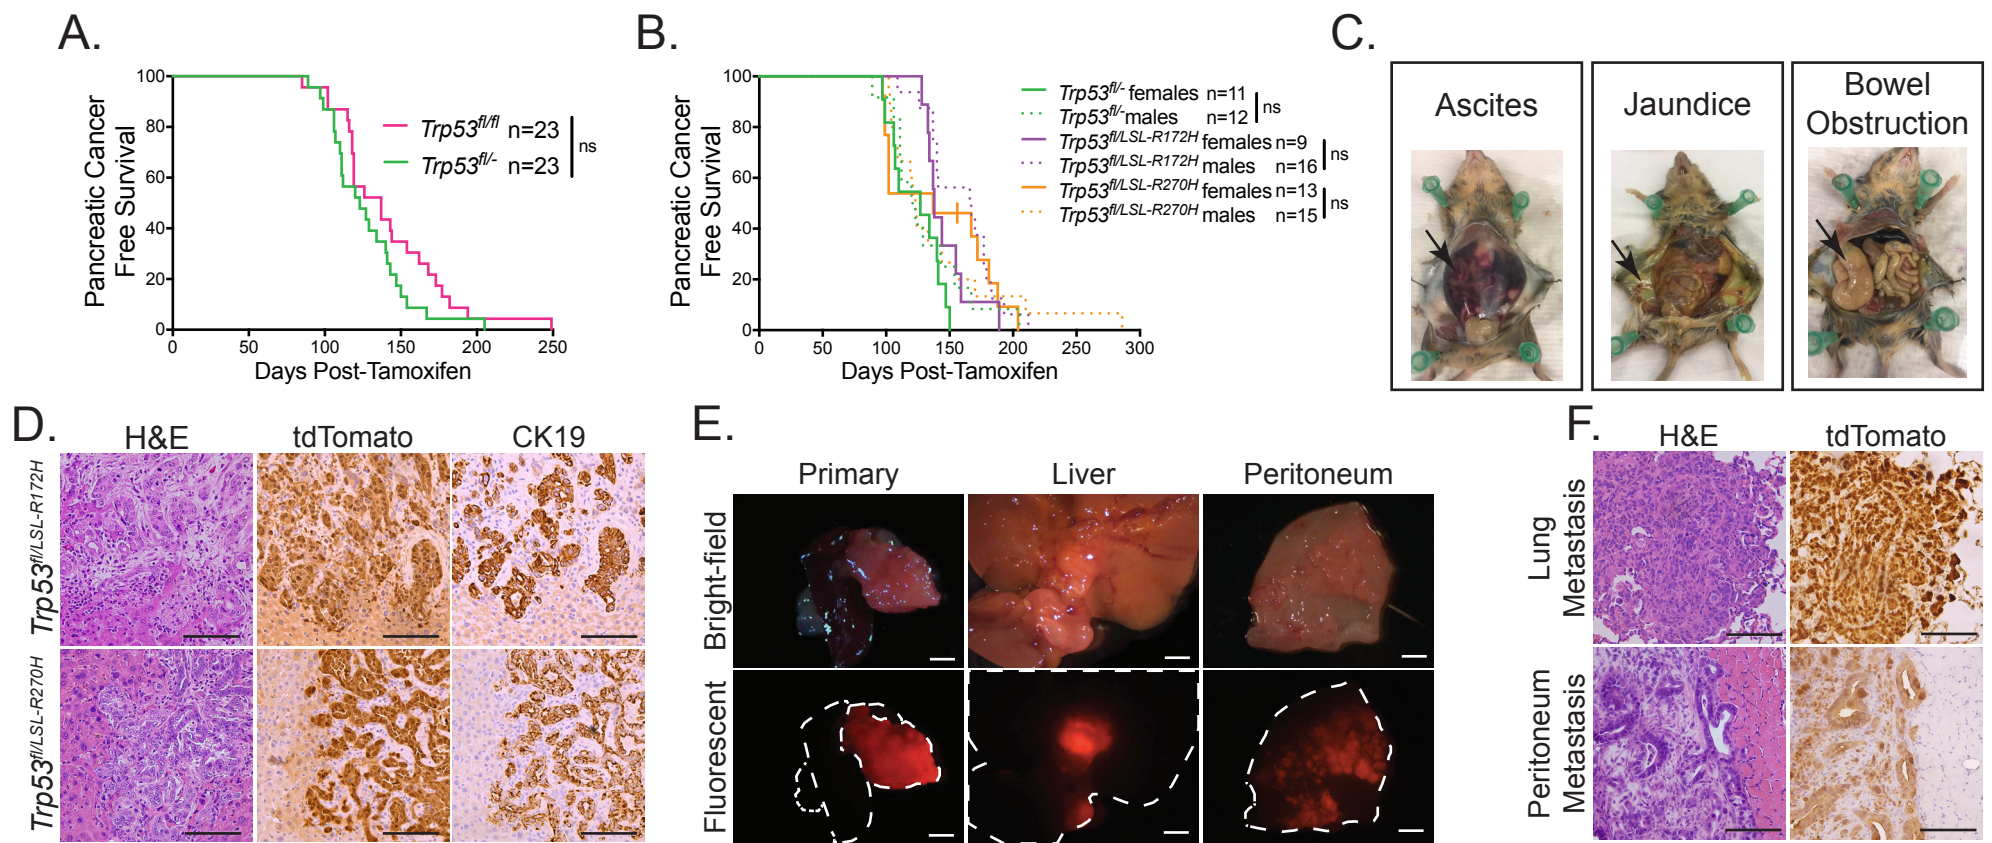 A.
Pancreatic Cancer
Free Survival
100
80
60
40
20
0
0 50 100 150 200 250
Days Post-Tamoxifen
Trp53fl/fl n=23
Trp53fl/- n=23
ns
B.
Pancreatic Cancer
Free Survival
100
80
60
40
20
0
0 50 100 150 200 250 300
Days Post-Tamoxifen
Trp53fl/- females n=11
Trp53fl/- males n=12
ns
Trp53fl/LSL-R172H females n=9
Trp53fl/LSL-R172H males n=16
ns
Trp53fl/LSL-R270H females n=13
Trp53fl/LSL-R270H males n=15
ns
C.
Ascites
Jaundice
Bowel
Obstruction
D.
H&E tdTomato CK19
Trp53fl/LSL-R172H
Trp53fl/LSL-R270H
E.
Primary Liver Peritoneum
Bright-field
Fluorescent
F.
H&E tdTomato
Lung
Metastasis
Peritoneum
Metastasis